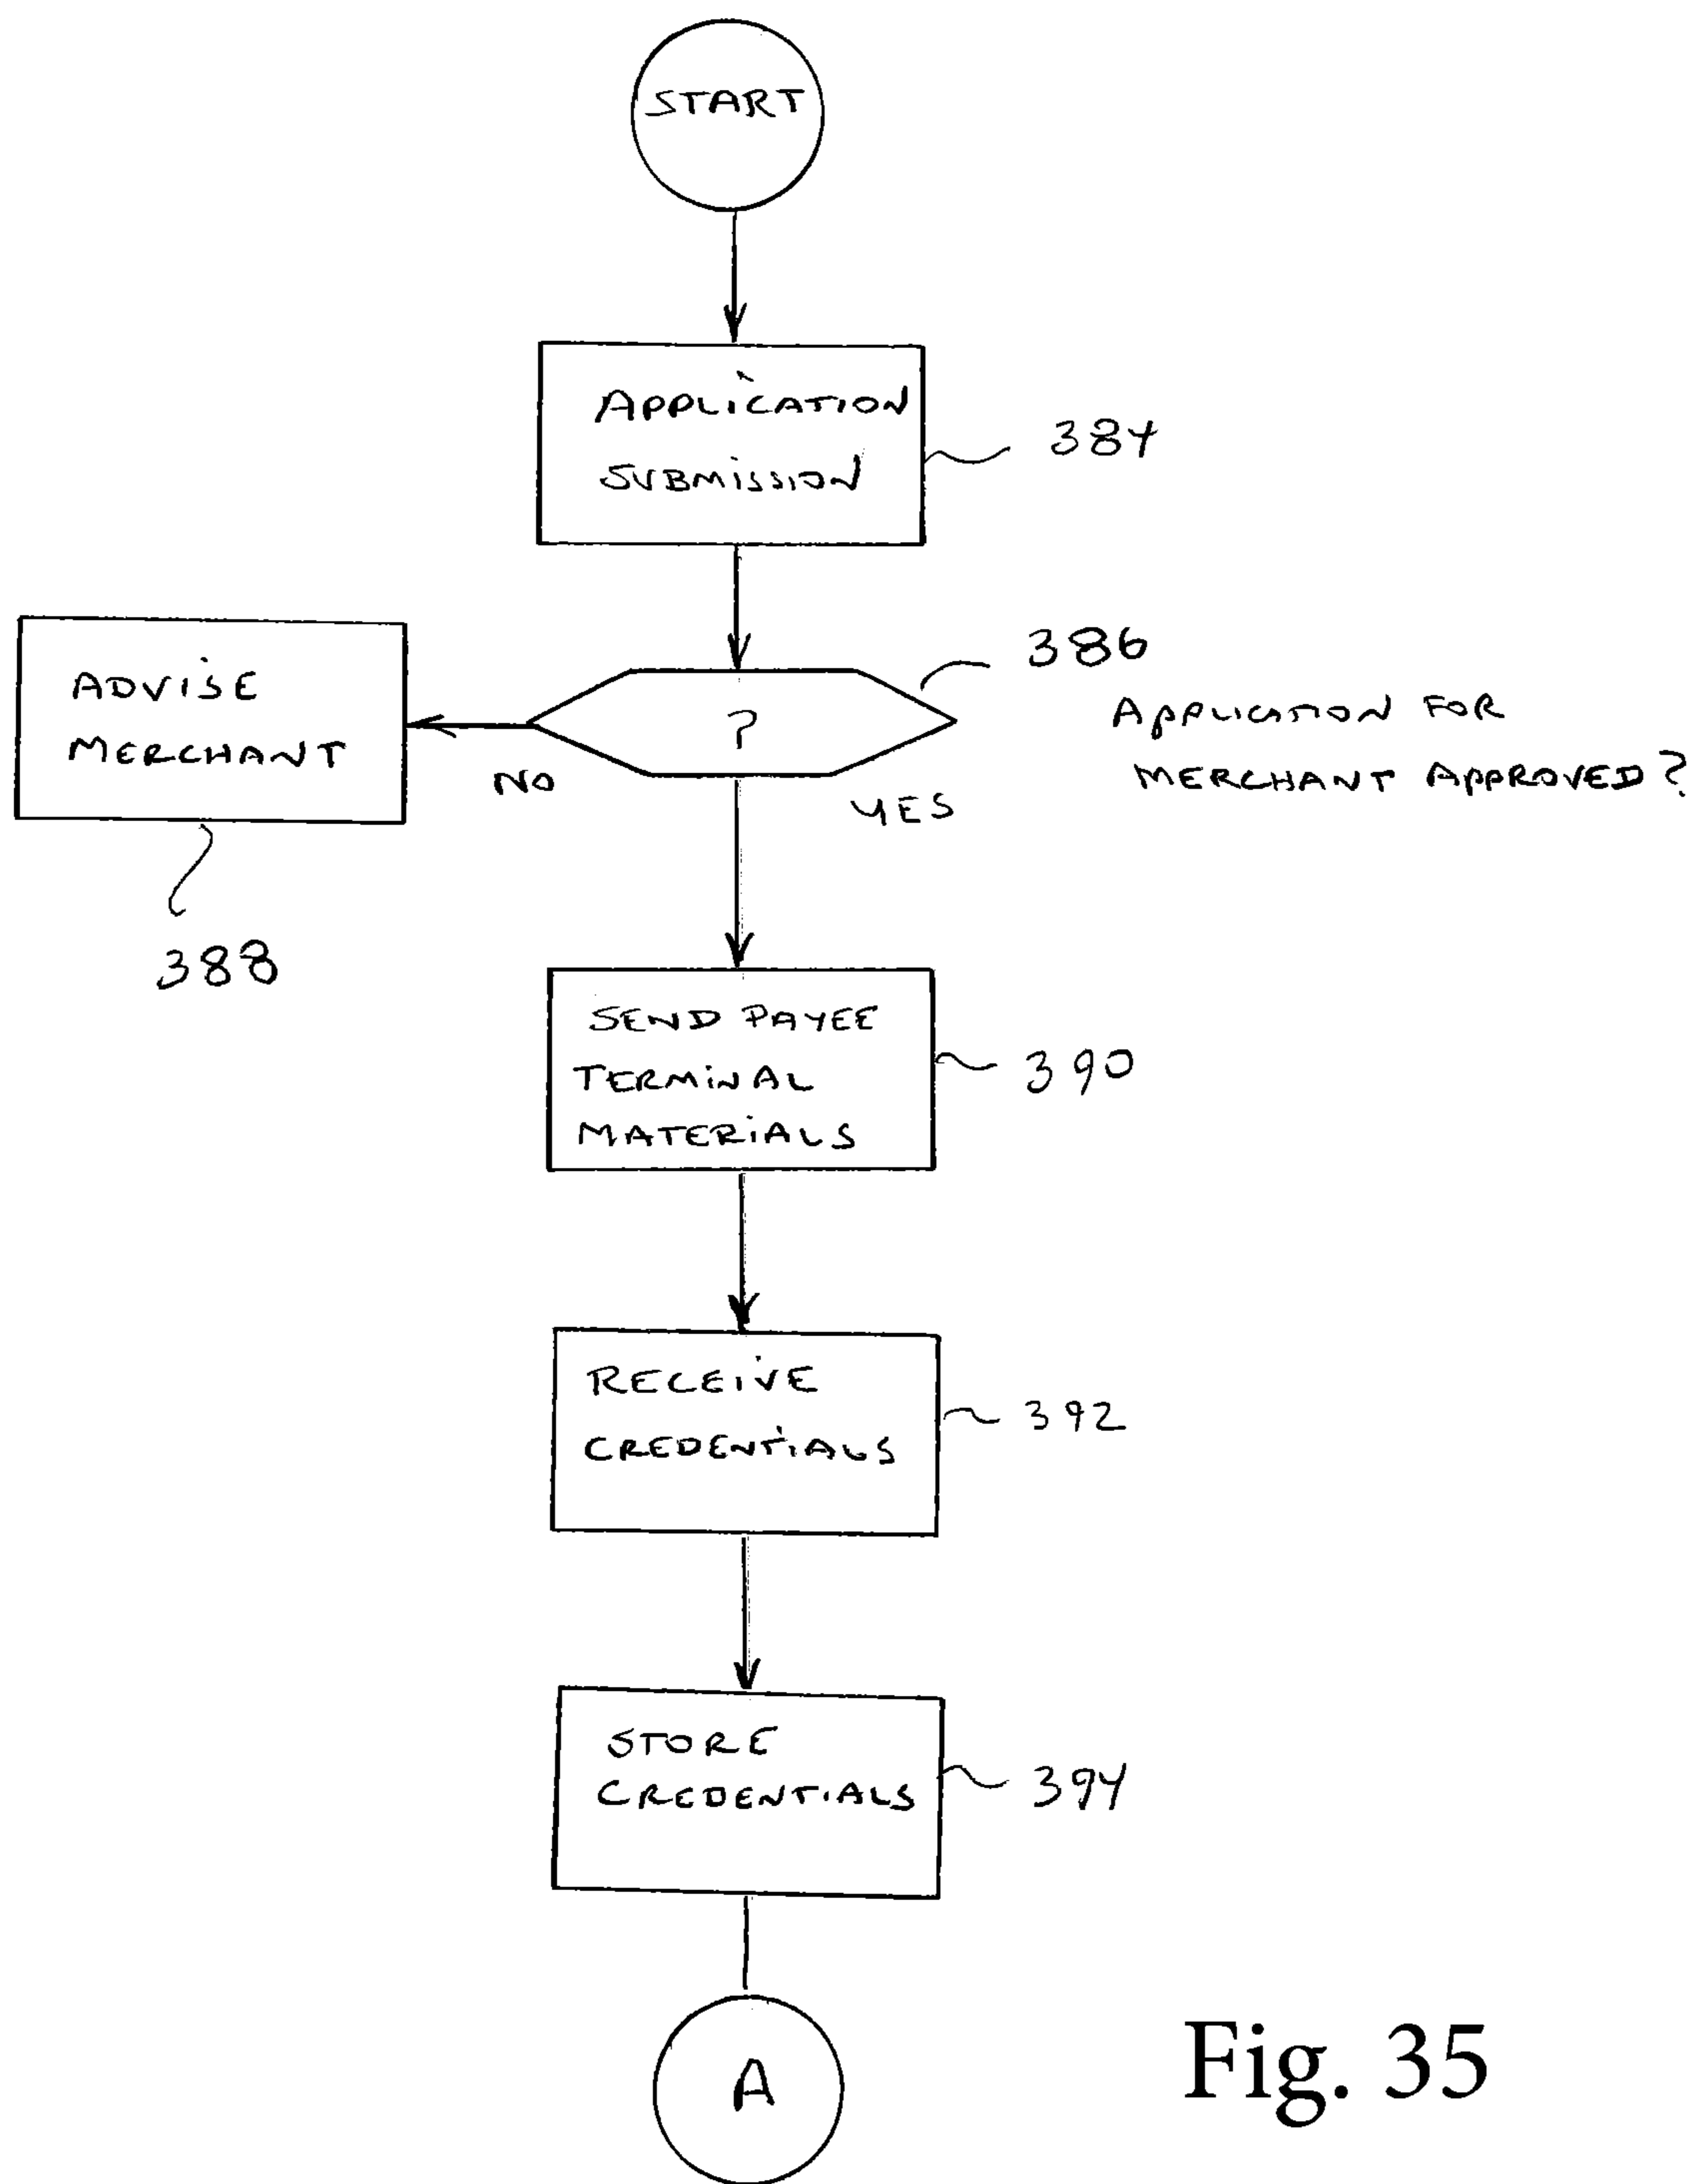 START
APPLICATION
SUBMISSION
384
386
APPLICATION FOR
MERCHANT APPROVED?
ADVISE
MERCHANT
?
NO
YES
388
SEND PAYEE
TERMINAL
MATERIALS
390
RECEIVE
CREDENTIALS
392
STORE
CREDENTIALS
394
A
Fig. 35